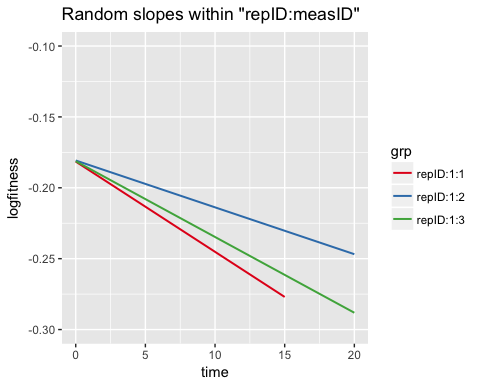 Random slopes within "repID:measID"
-0.10
-0.15
-0.20
-0.25
-0.30
logfitness
0
5
10
15
20
time
grp
repID:1:1
repID:1:2
repID:1:3